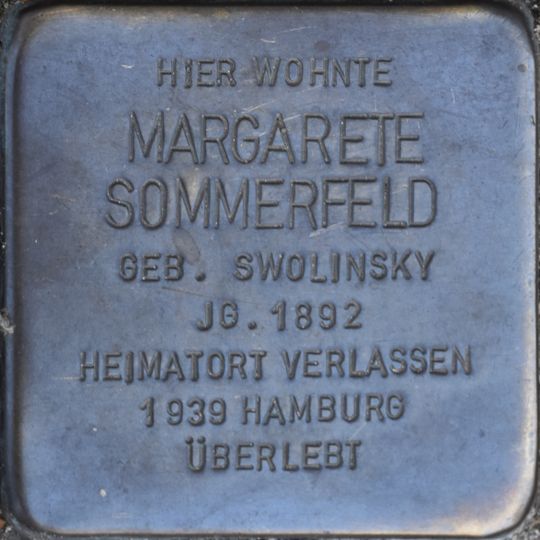 HIER WOHNTE
MARGARETE
SOMMERFELD
GEB. SWOLINSKY
JG. 1892
HEIMATORT VERLASSEN
1939 HAMBURG
ÜBERLEBT